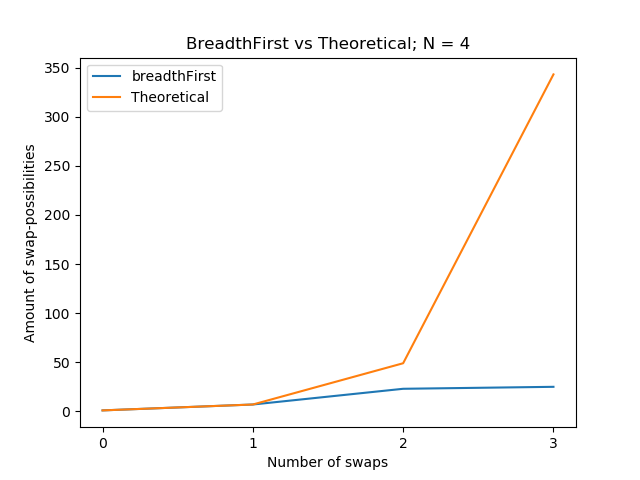 BreadthFirst vs Theoretical; N = 4
breadthFirst
Theoretical
Amount of swap-possibilities
350
300
250
200
150
100
50
0
0 1 2 3
Number of swaps